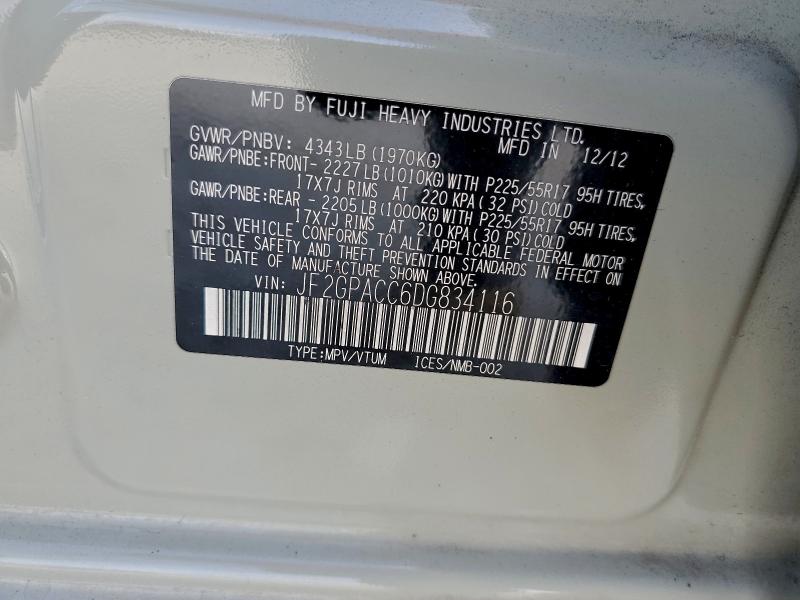 MFD BY FUJI HEAVY INDUSTRIES LTD.
GVWR/PNBV: 4343LB(1970KG) MFD IN 12/12
GAWR/PNBE:FRONT- 2227LB(1010KG)WITH P225/55R17 95H TIRES,
17X7J RIMS AT 220 KPA(32 PSI)COLD
GAWR/PNBE:REAR - 2205LB(1000KG)WITH P225/55R17 95H TIRES,
17X7J RIMS AT 210 KPA(30 PSI)COLD
THIS VEHICLE CONFORMS TO ALL APPLICABLE FEDERAL MOTOR
VEHICLE SAFETY AND THEFT PREVENTION STANDARDS IN EFFECT ON
THE DATE OF MANUFACTURE SHOWN ABOVE.
VIN: JF2GPACC6DG834116
TYPE:MPV/VTUM ICES/NMB-002